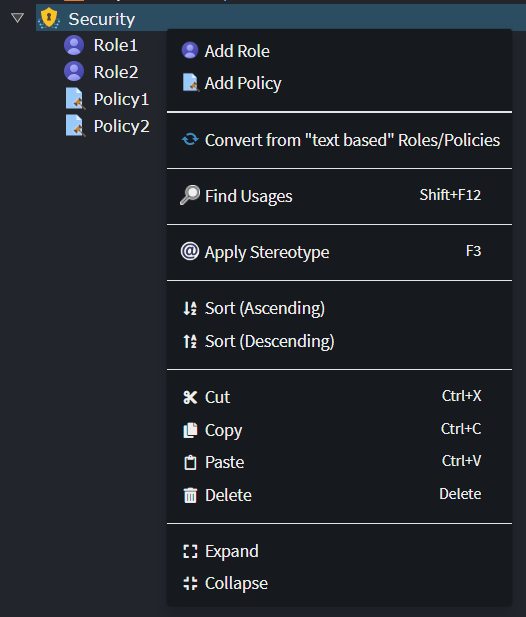 Security
Role1
Role2
Policy1
Policy2
Add Role
Add Policy
Convert from "text based" Roles/Policies
Find Usages Shift+F12
Apply Stereotype F3
Sort (Ascending)
Sort (Descending)
Cut Ctrl+X
Copy Ctrl+C
Paste Ctrl+V
Delete Delete
Expand
Collapse